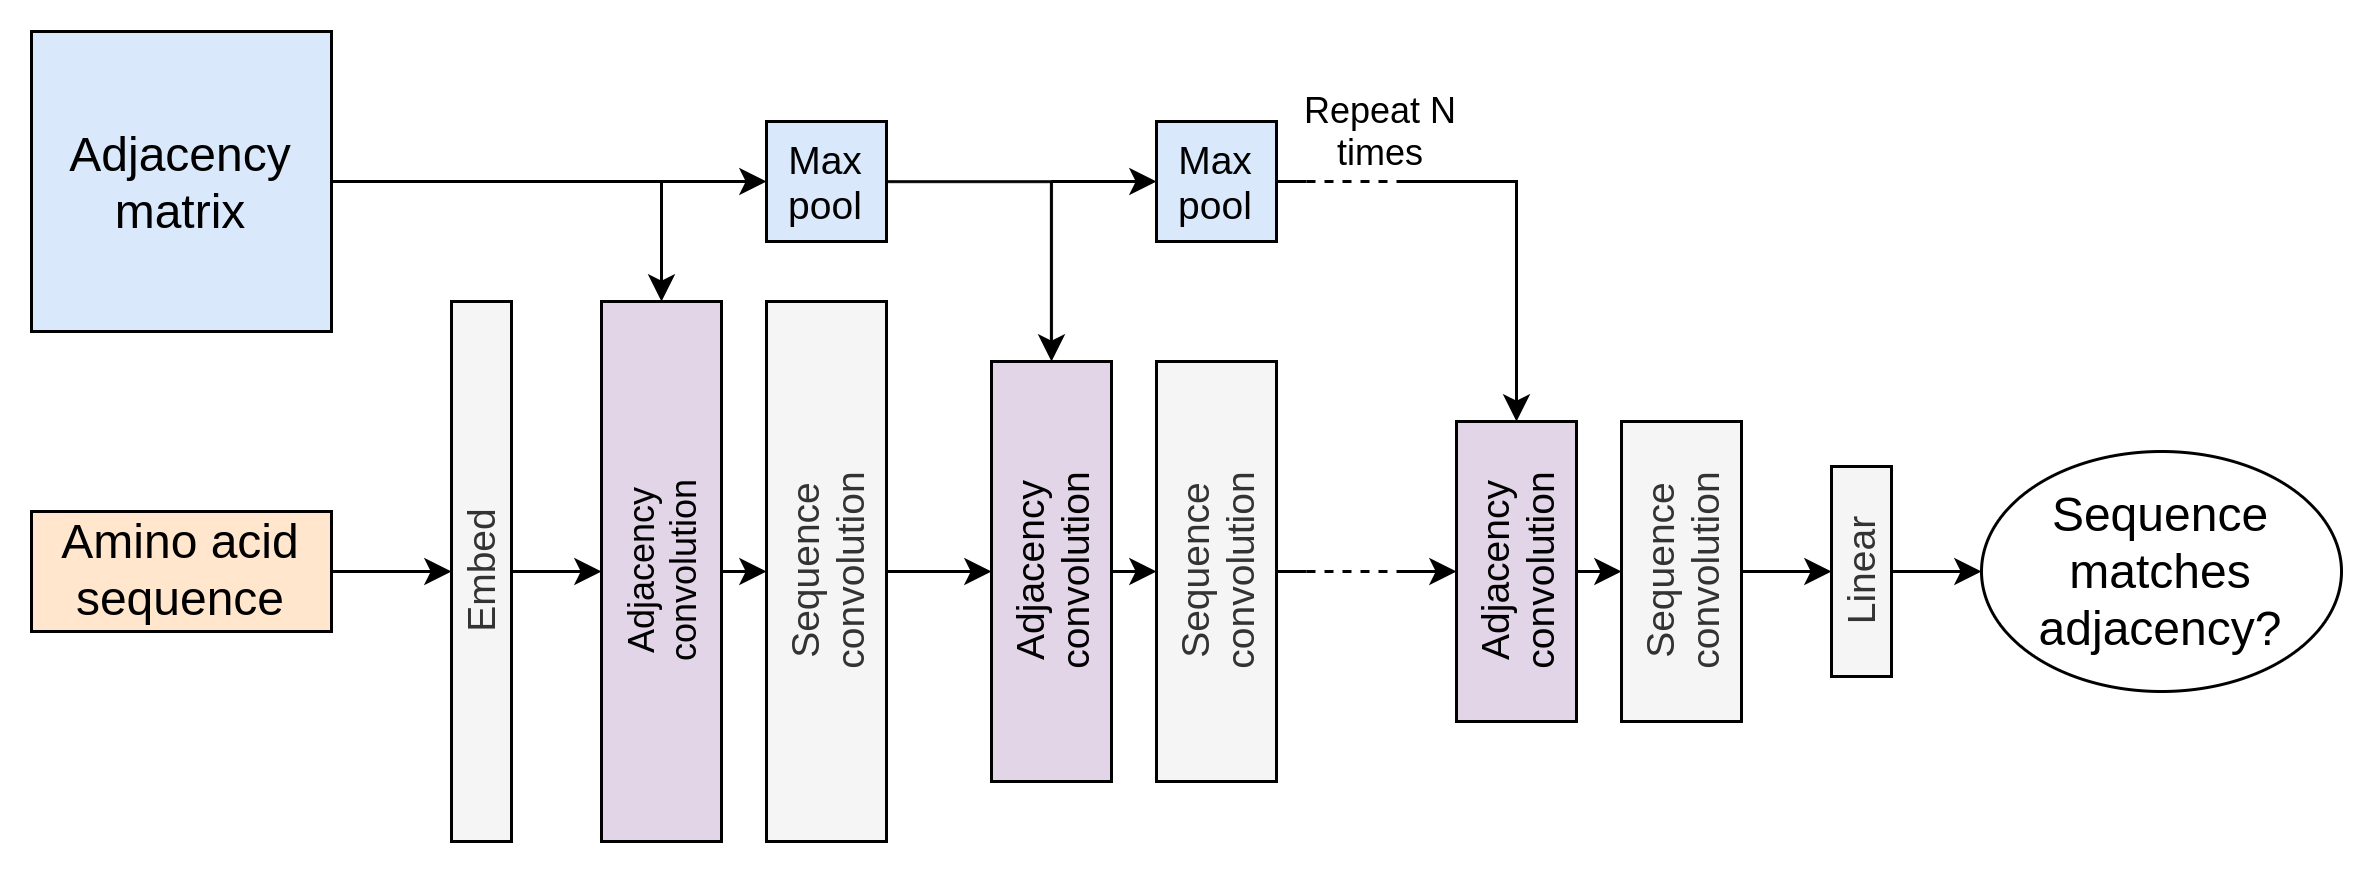 Adjacency
matrix
Max
pool
Max
pool
Repeat N
times
Amino acid
sequence
Embed
Adjacency
convolution
Sequence
convolution
Adjacency
convolution
Sequence
convolution
Adjacency
convolution
Sequence
convolution
Linear
Sequence
matches
adjacency?